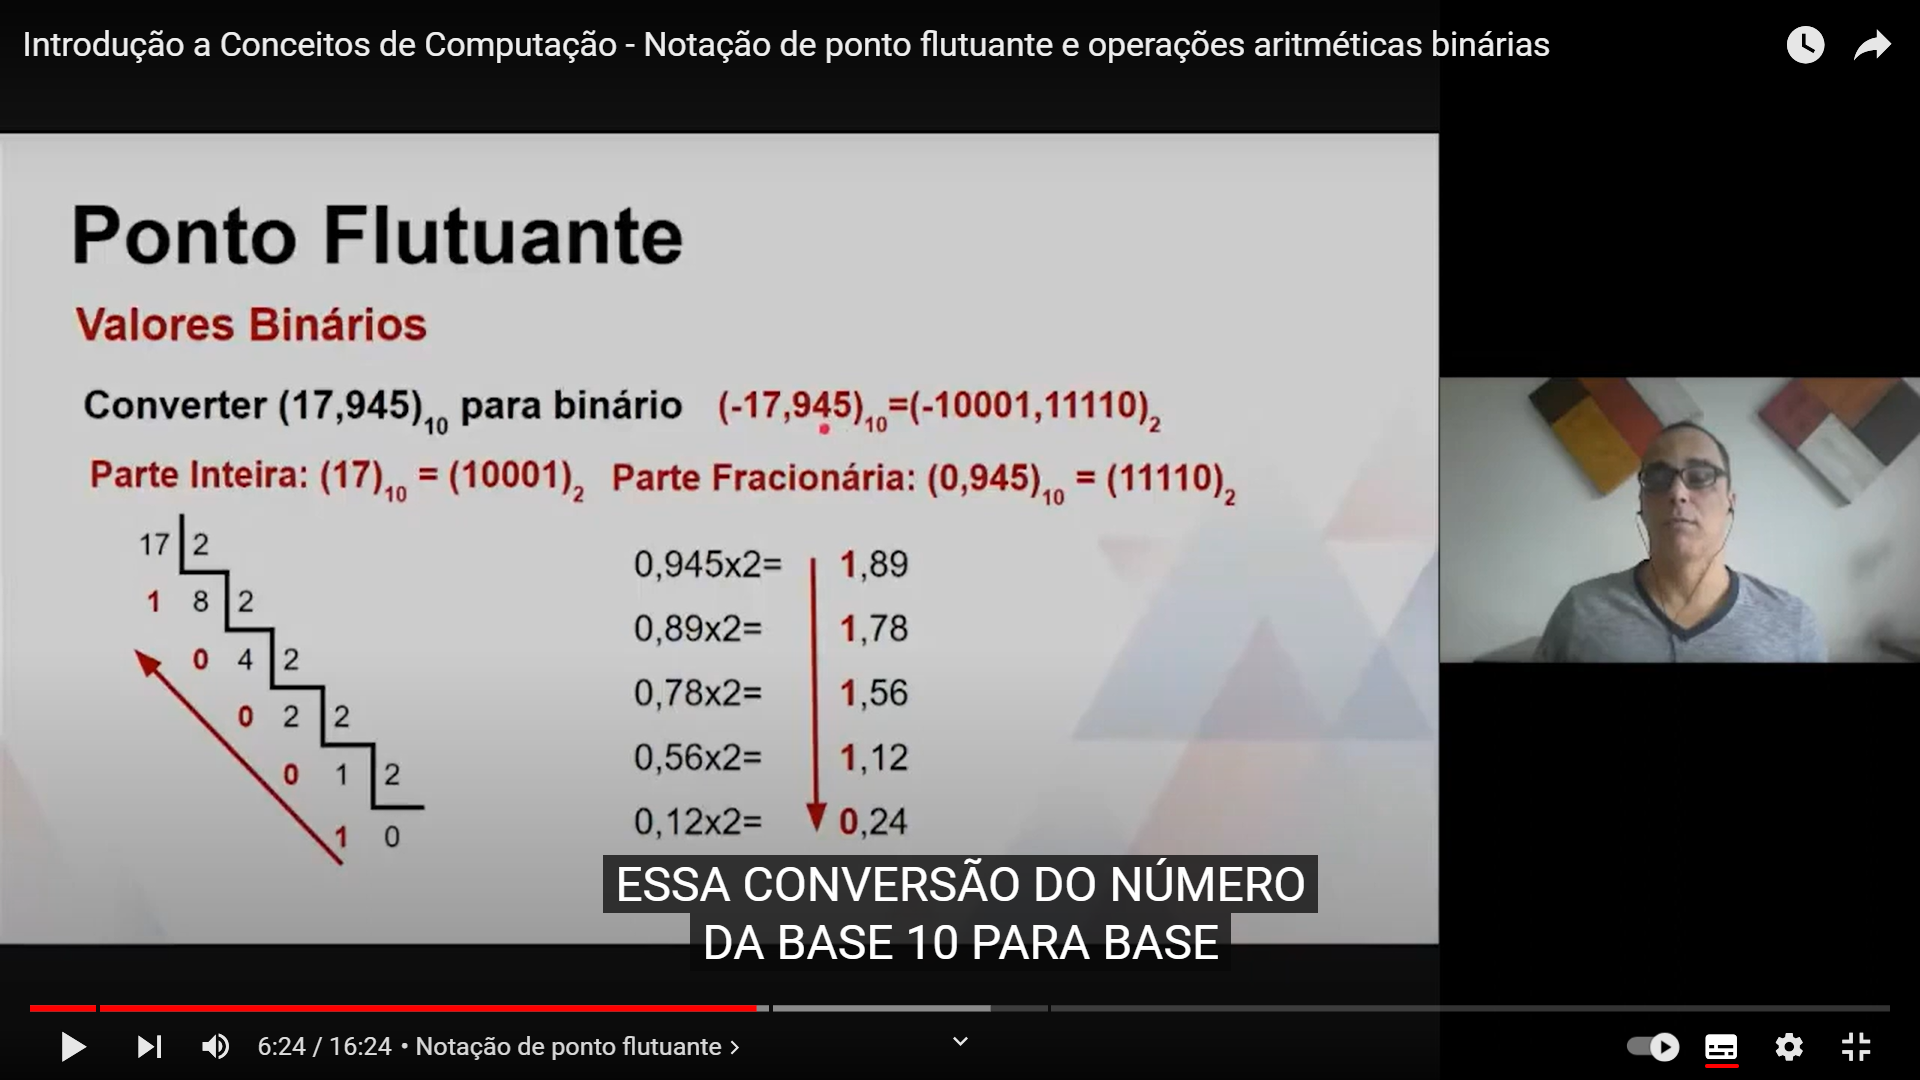 Introdução a Conceitos de Computação - Notação de ponto flutuante e operações aritméticas binárias
Ponto Flutuante
Valores Binários
Converter (17,945)10 para binário (-17,945)10=(-10001,11110)2
Parte Inteira: (17)10 = (10001)2 Parte Fracionária: (0,945)10 = (11110)2
17 2
1 8 2
0 4 2
0 2 2
0 1 2
1 0
0,945x2= 1,89
0,89x2= 1,78
0,78x2= 1,56
0,56x2= 1,12
0,12x2= 0,24
ESSA CONVERSÃO DO NÚMERO
DA BASE 10 PARA BASE
6:24 / 16:24 • Notação de ponto flutuante